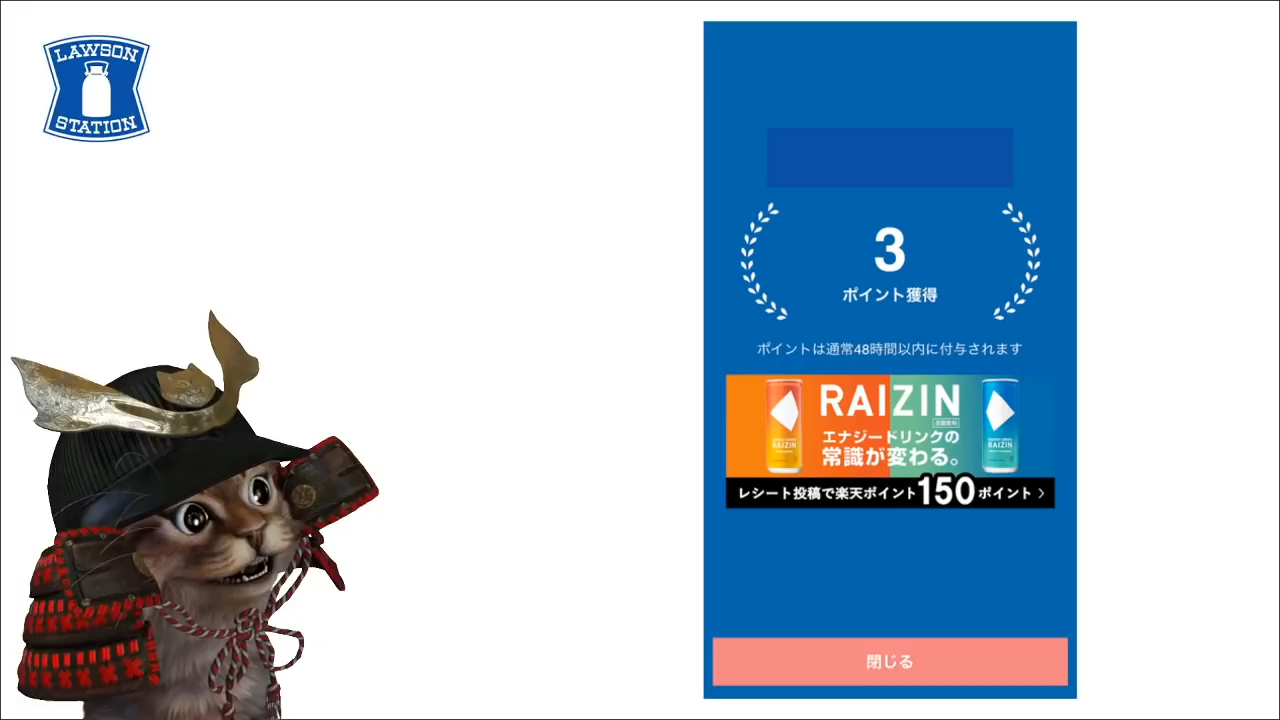 LAWSON
STATION
3
ポイント獲得
ポイントは通常48時間以内に付与されます
RAIZIN
エナジードリンクの
常識が変わる。
RAIZIN
RAIZIN
レシート投稿で楽天ポイント150ポイント 〉
閉じる